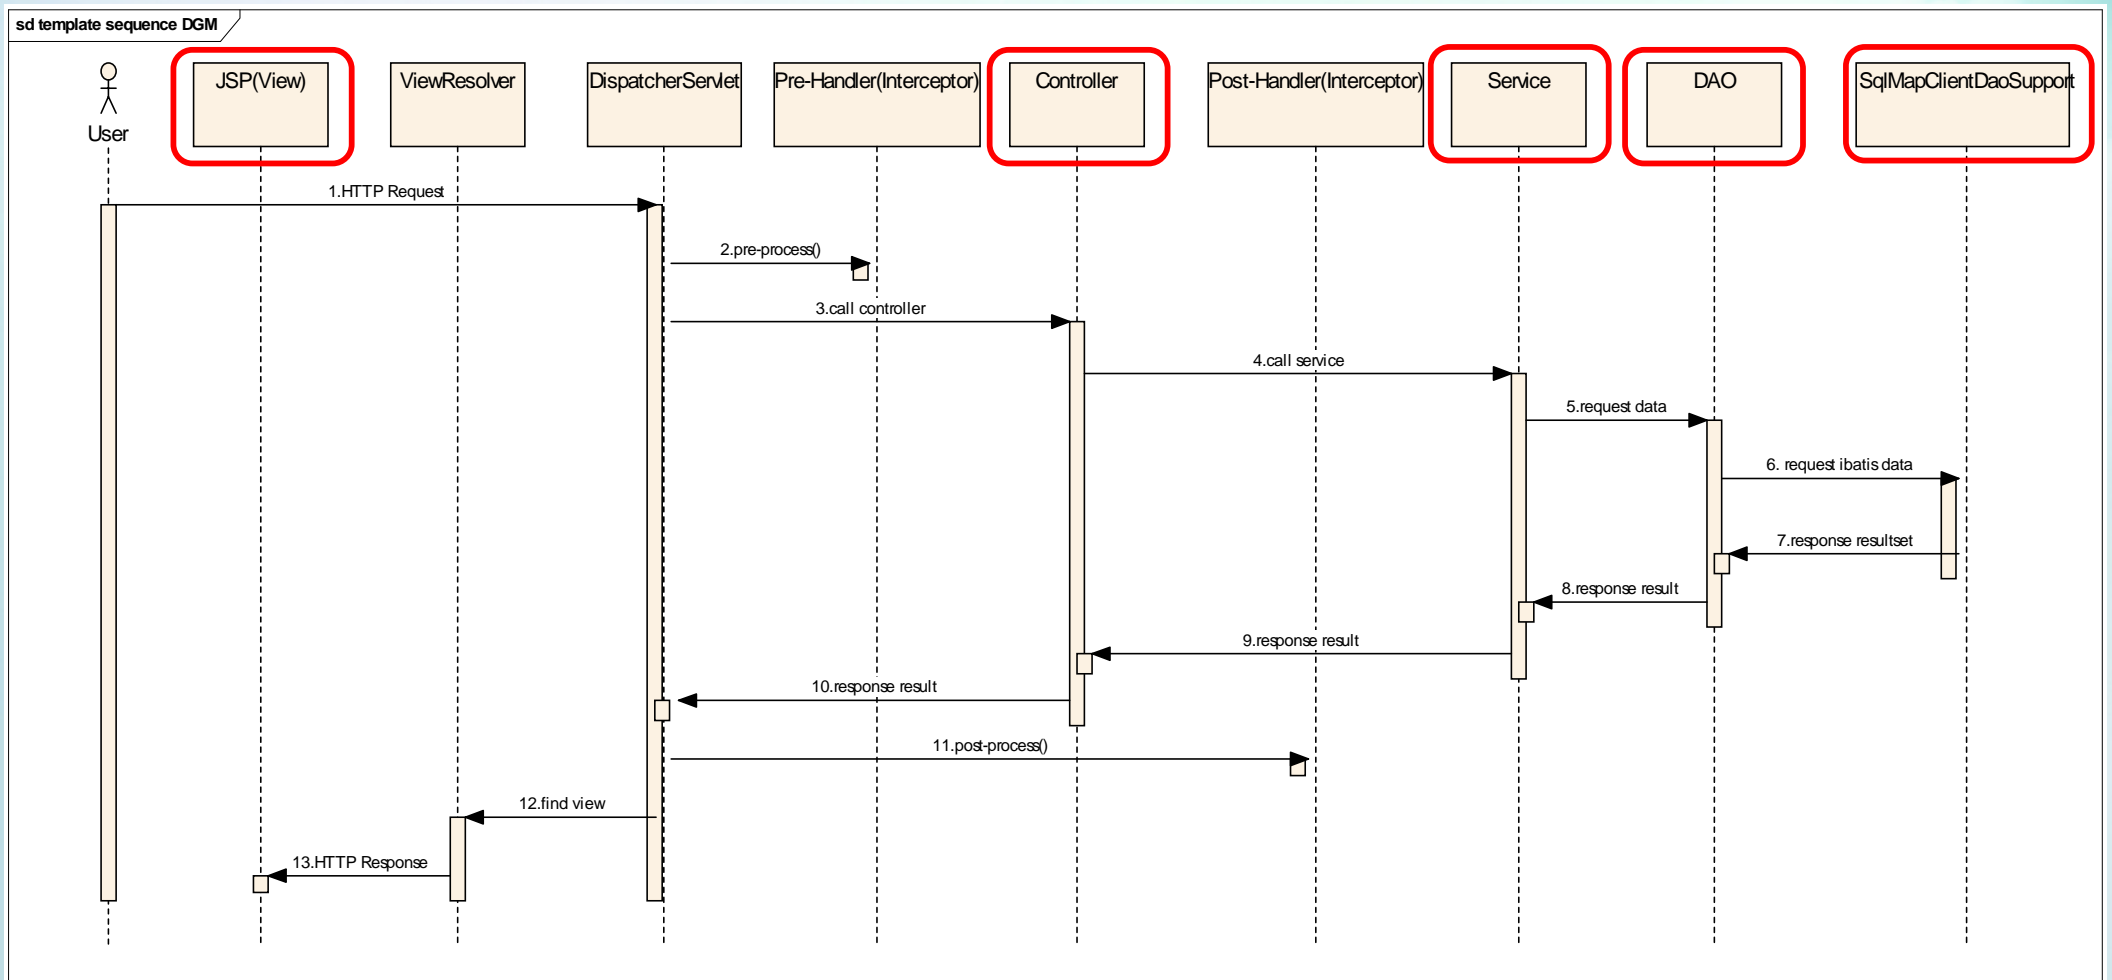 sd template sequence DGM
User
JSP(View)
ViewResolver
DispatcherServlet
Pre-Handler(Interceptor)
Controller
Post-Handler(Interceptor)
Service
DAO
SqlMapClientDaoSupport
1.HTTP Request
2.pre-process()
3.call controller
4.call service
5.request data
6. request ibatis data
7.response resultset
8.response result
9.response result
10.response result
11.post-process()
12.find view
13.HTTP Response